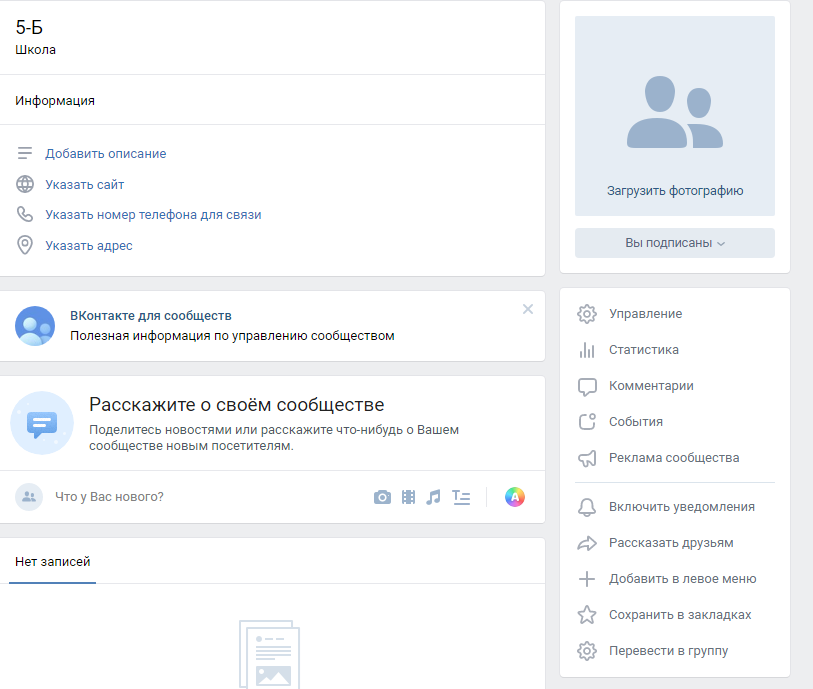 5-Б
Школа
Информация
Добавить описание
Указать сайт
Указать номер телефона для связи
Указать адрес
ВКонтакте для сообществ
Полезная информация по управлению сообществом
Расскажите о своём сообществе
Поделитесь новостями или расскажите что-нибудь о Вашем
сообществе новым посетителям.
Что у Вас нового?
A
Нет записей
Загрузить фотографию
Вы подписаны
Управление
Статистика
Комментарии
События
Реклама сообщества
Включить уведомления
Рассказать друзьям
Добавить в левое меню
Сохранить в закладках
Перевести в группу